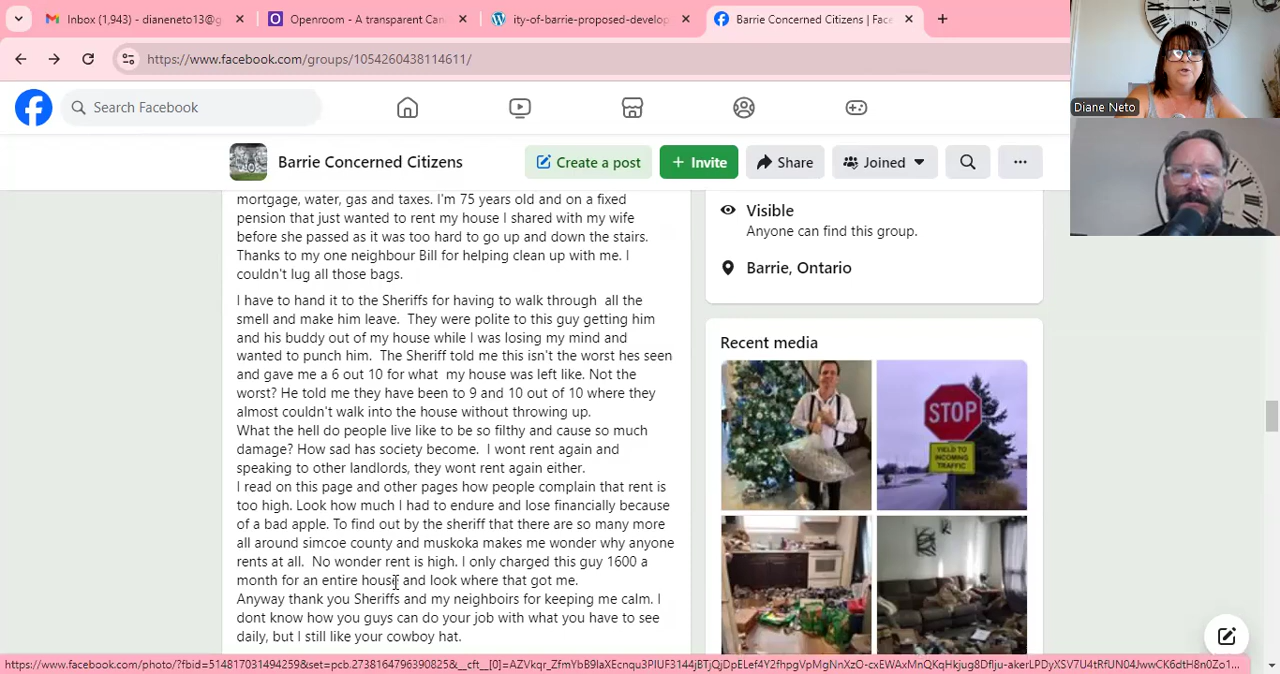 Inbox (1,943) - dianeneto13@g
Openroom - A transparent Can
ity-of-barrie-proposed-develop
Barrie Concerned Citizens | Face
https://www.facebook.com/groups/1054260438114611/
Search Facebook
Diane Neto
Barrie Concerned Citizens
Create a post
+ Invite
Share
Joined
mortgage, water, gas and taxes. I'm 75 years old and on a fixed
pension that just wanted to rent my house I shared with my wife
before she passed as it was too hard to go up and down the stairs.
Thanks to my one neighbour Bill for helping clean up with me. I
couldn't lug all those bags.
I have to hand it to the Sheriffs for having to walk through all the
smell and make him leave. They were polite to this guy getting him
and his buddy out of my house while I was losing my mind and
wanted to punch him. The Sheriff told me this isn't the worst hes seen
and gave me a 6 out 10 for what my house was left like. Not the
worst? He told me they have been to 9 and 10 out of 10 where they
almost couldn't walk into the house without throwing up.
What the hell do people live like to be so filthy and cause so much
damage? How sad has society become. I wont rent again and
speaking to other landlords, they wont rent again either.
I read on this page and other pages how people complain that rent is
too high. Look how much I had to endure and lose financially because
of a bad apple. To find out by the sheriff that there are so many more
all around simcoe county and muskoka makes me wonder why anyone
rents at all. No wonder rent is high. I only charged this guy 1600 a
month for an entire house and look where that got me.
Anyway thank you Sheriffs and my neighboirs for keeping me calm. I
dont know how you guys can do your job with what you have to see
daily, but I still like your cowboy hat.
Visible
Anyone can find this group.
Barrie, Ontario
Recent media
STOP
YIELD TO
INCOMING
TRAFFIC